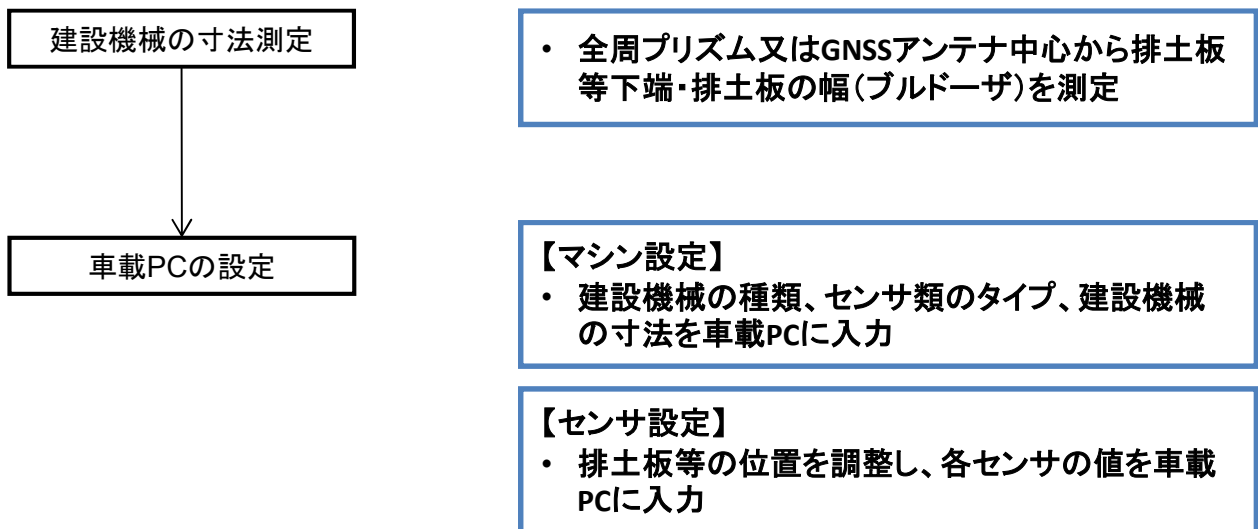 建設機械の寸法測定
• 全周プリズム又はGNSSアンテナ中心から排土板
等下端・排土板の幅（ブルドーザ）を測定
車載PCの設定
【マシン設定】
• 建設機械の種類、センサ類のタイプ、建設機械
の寸法を車載PCに入力
【センサ設定】
• 排土板等の位置を調整し、各センサの値を車載
PCに入力